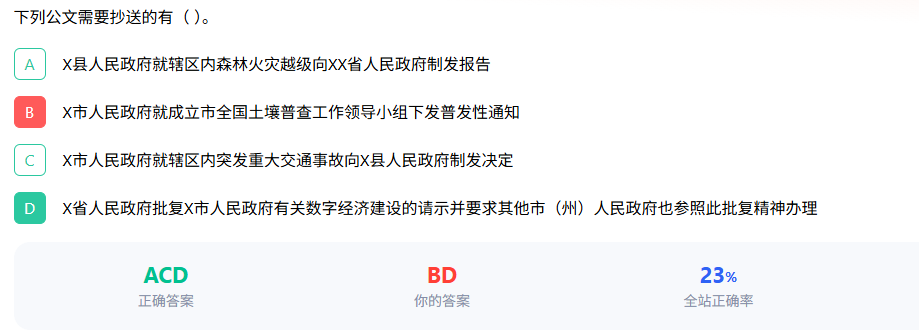 下列公文需要抄送的有（ ）。
A X县人民政府就辖区内森林火灾越级向XX省人民政府制发报告
B X市人民政府就成立市全国土壤普查工作领导小组下发普发性通知
C X市人民政府就辖区内突发重大交通事故向X县人民政府制发决定
D X省人民政府批复X市人民政府有关数字经济建设的请示并要求其他市（州）人民政府也参照此批复精神办理
ACD BD 23%
正确答案 你的答案 全站正确率